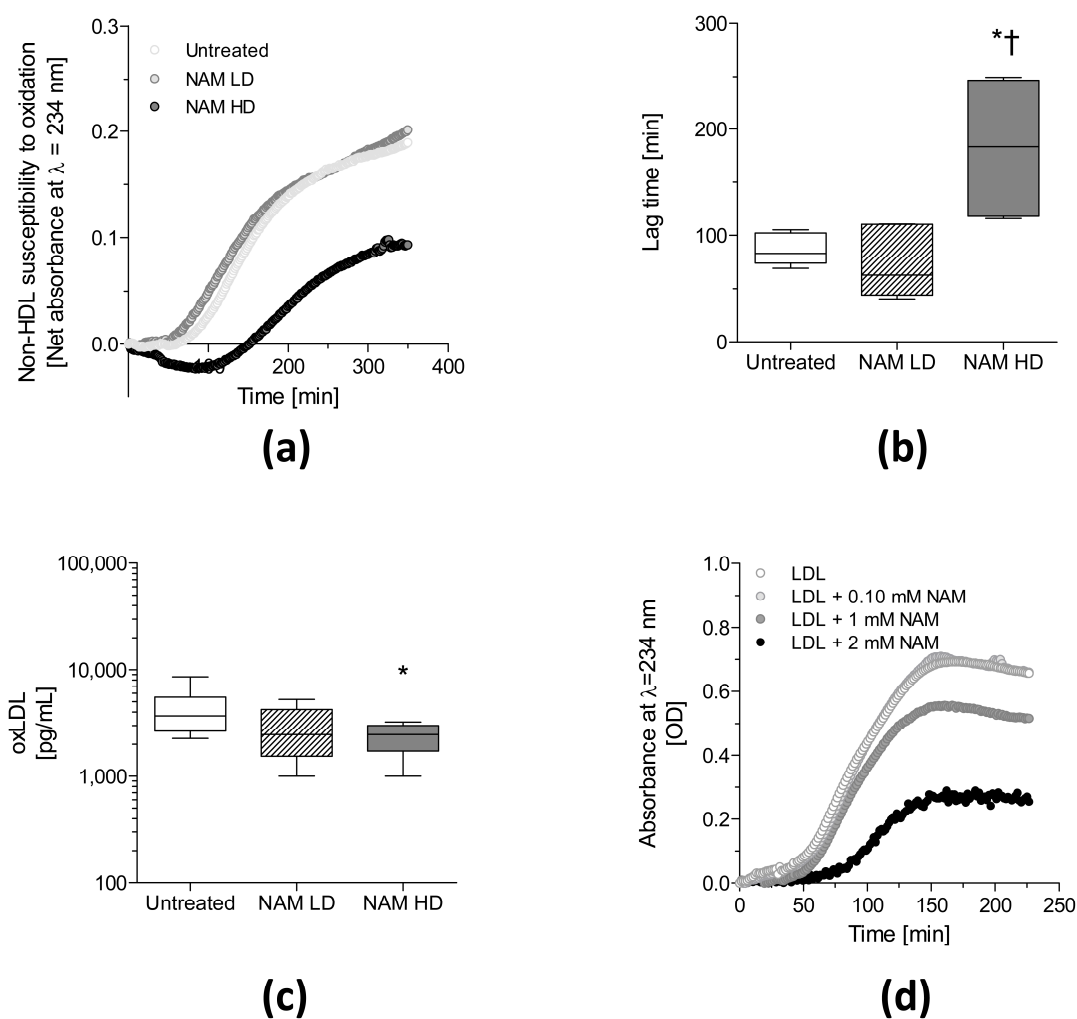 Non-HDL susceptibility to oxidation
[Net absorbance at λ = 234 nm]
0.3
0.2
0.1
0.0
Untreated
NAM LD
NAM HD
100
200
300
400
Time [min]
(a)
Lag time [min]
300
200
100
0
*†
Untreated
NAM LD
NAM HD
(b)
oxLDL
[pg/mL]
100,000
10,000
1,000
100
*
Untreated
NAM LD
NAM HD
(c)
Absorbance at λ=234 nm
[OD]
1.0
0.8
0.6
0.4
0.2
0.0
LDL
LDL + 0.10 mM NAM
LDL + 1 mM NAM
LDL + 2 mM NAM
0
50
100
150
200
250
Time [min]
(d)